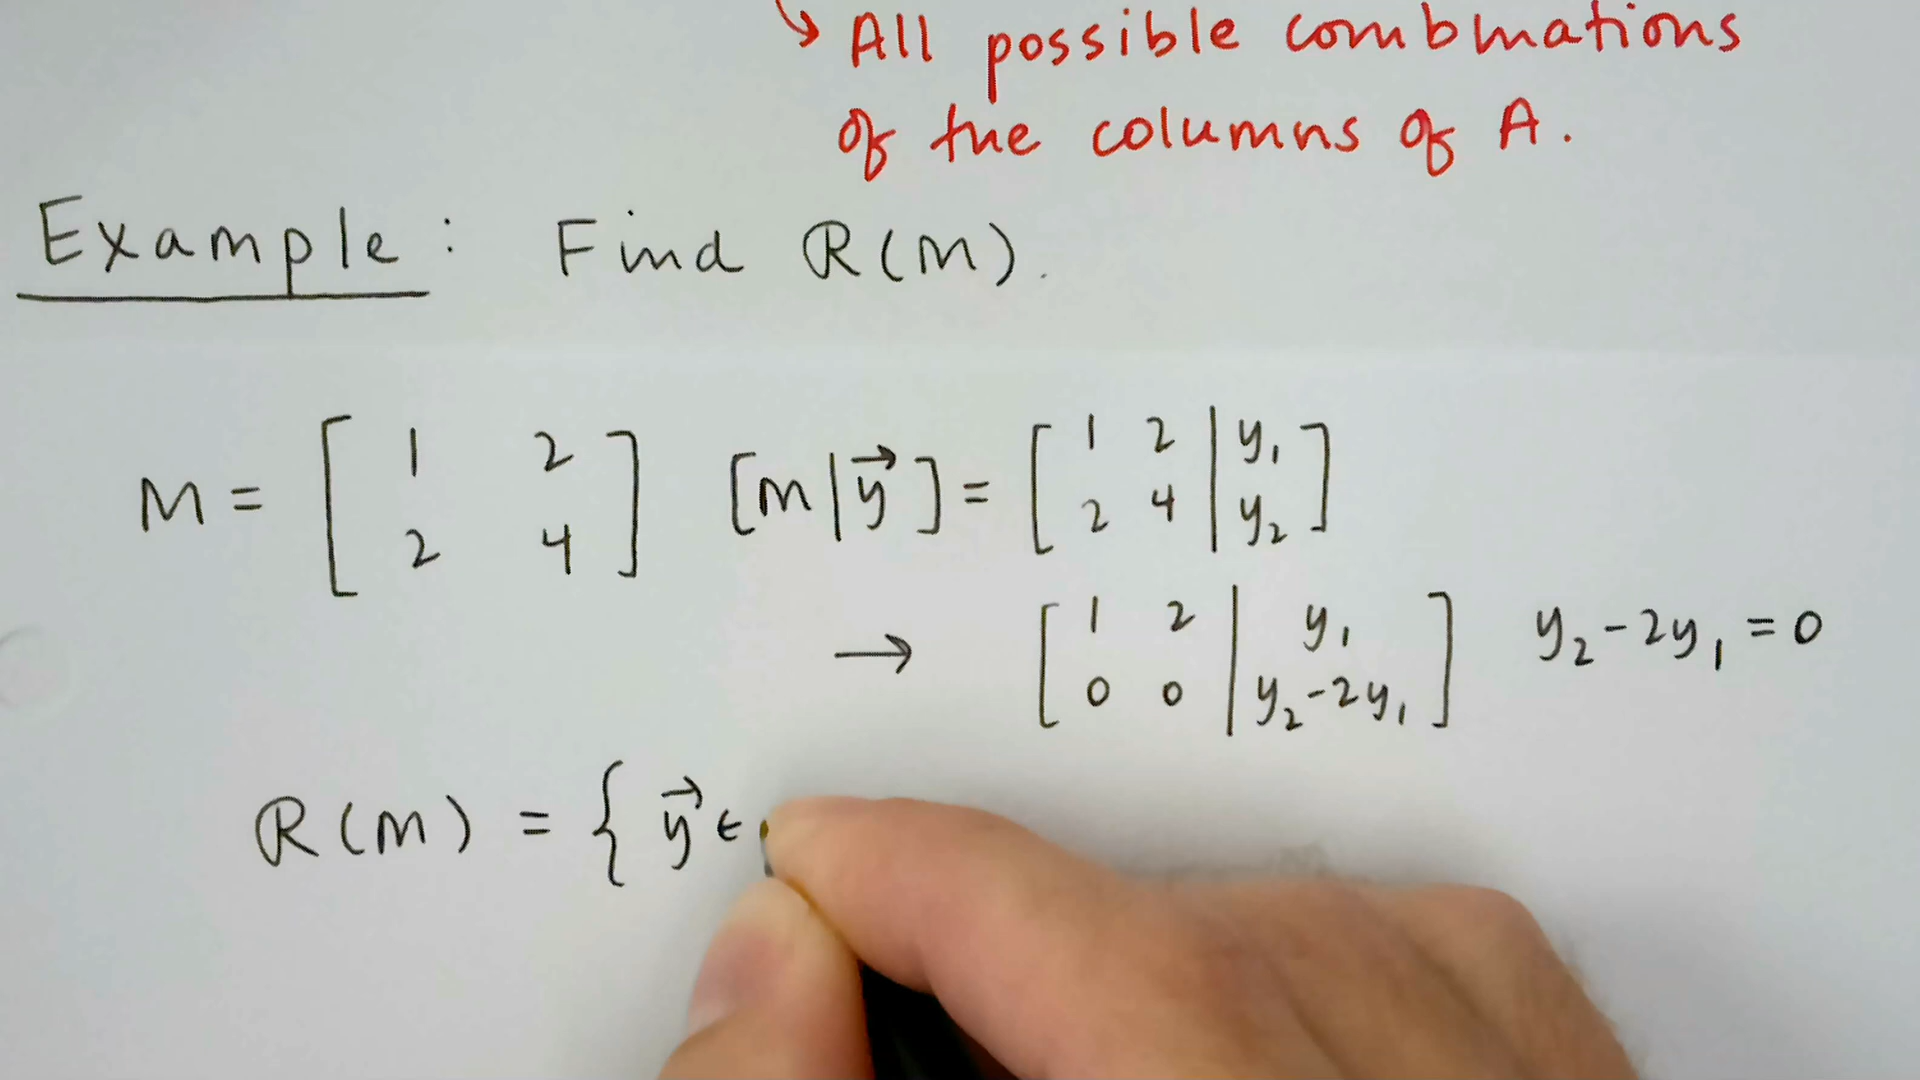 ↳ All possible combinations
of the columns of A.
Example: Find R(M).
M = [ 1 2 ; 2 4 ] [M|y⃗] = [ 1 2 | y₁ ; 2 4 | y₂ ]
→ [ 1 2 | y₁ ; 0 0 | y₂-2y₁ ] y₂-2y₁ = 0
R(M) = { y⃗ ∈